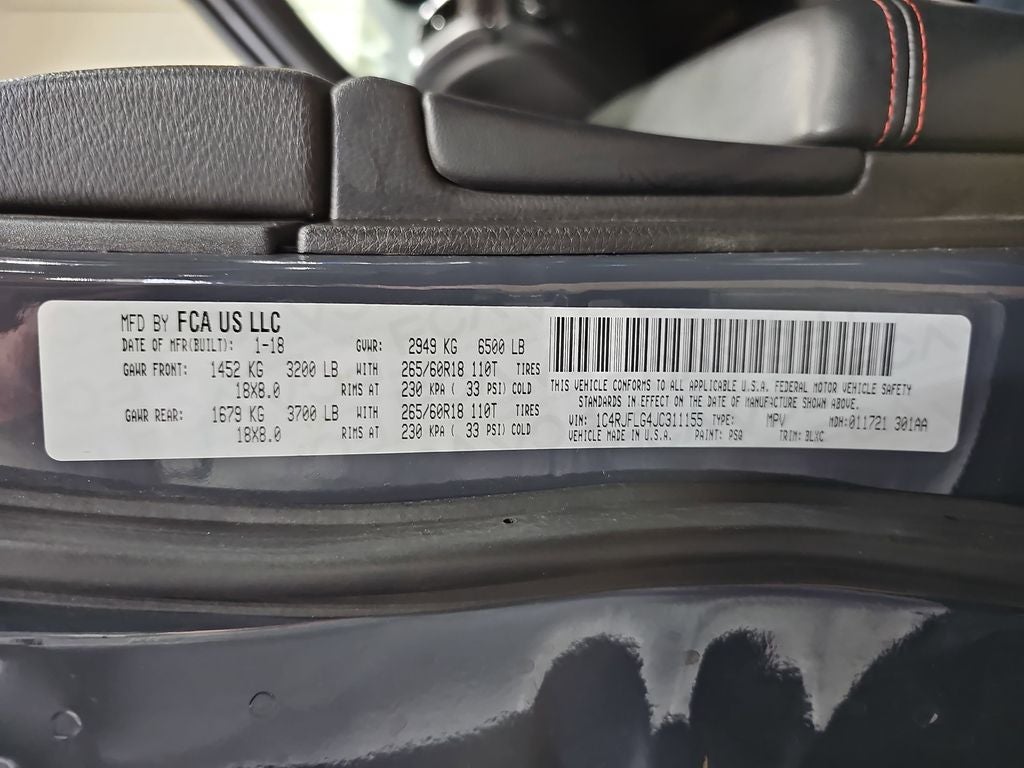 MFD BY FCA US LLC
DATE OF MFR(BUILT): 1-18 GVWR: 2949 KG 6500 LB
GAWR FRONT: 1452 KG 3200 LB WITH 265/60R18 110T TIRES
18X8.0 RIMS AT 230 KPA ( 33 PSI) COLD
GAWR REAR: 1679 KG 3700 LB WITH 265/60R18 110T TIRES
18X8.0 RIMS AT 230 KPA ( 33 PSI) COLD
THIS VEHICLE CONFORMS TO ALL APPLICABLE U.S.A. FEDERAL MOTOR VEHICLE SAFETY
STANDARDS IN EFFECT ON THE DATE OF MANUFACTURE SHOWN ABOVE.
VIN: 1C4RJFLG4JC311155 TYPE: MPV MDH:011721 301AA
VEHICLE MADE IN U.S.A. PAINT: PSQ TRIM: BLXC